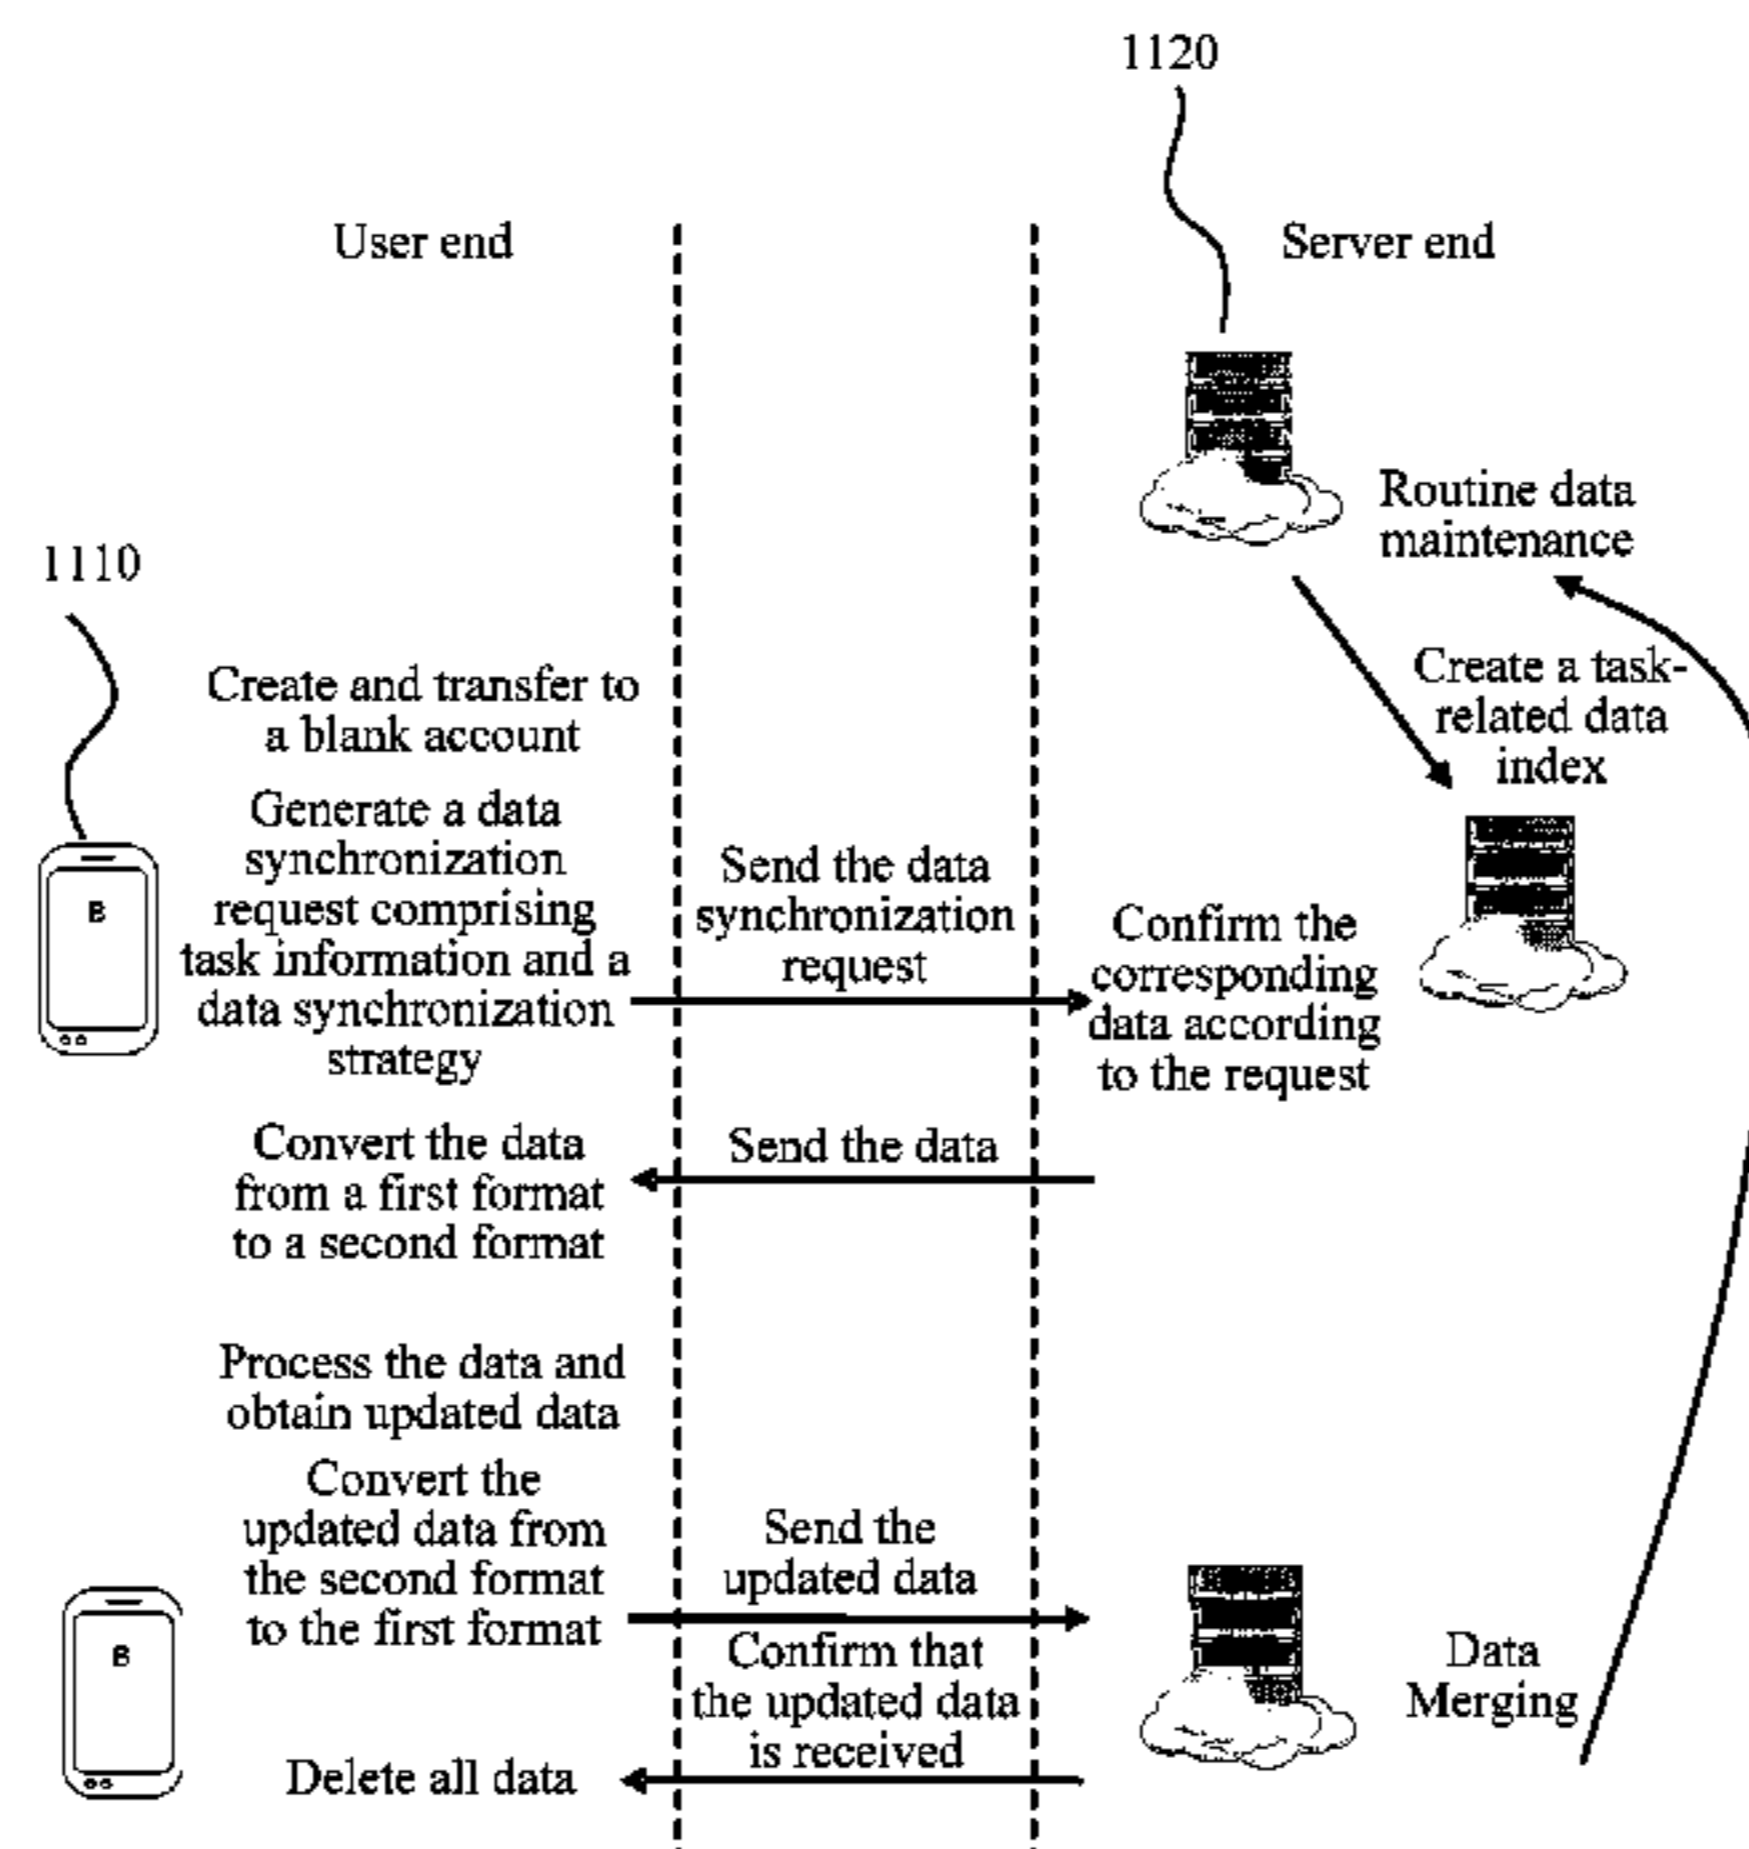 1120
User end
Server end
Routine data
maintenance
1110
Create a task-
related data
index
Create and transfer to
a blank account
Generate a data
synchronization
request comprising
task information and a
data synchronization
strategy
B
Send the data
synchronization
request
Confirm the
corresponding
data according
to the request
Convert the data
from a first format
to a second format
Send the data
Process the data and
obtain updated data
Convert the
updated data from
the second format
to the first format
B
Send the
updated data
Confirm that
the updated data
is received
Data
Merging
Delete all data